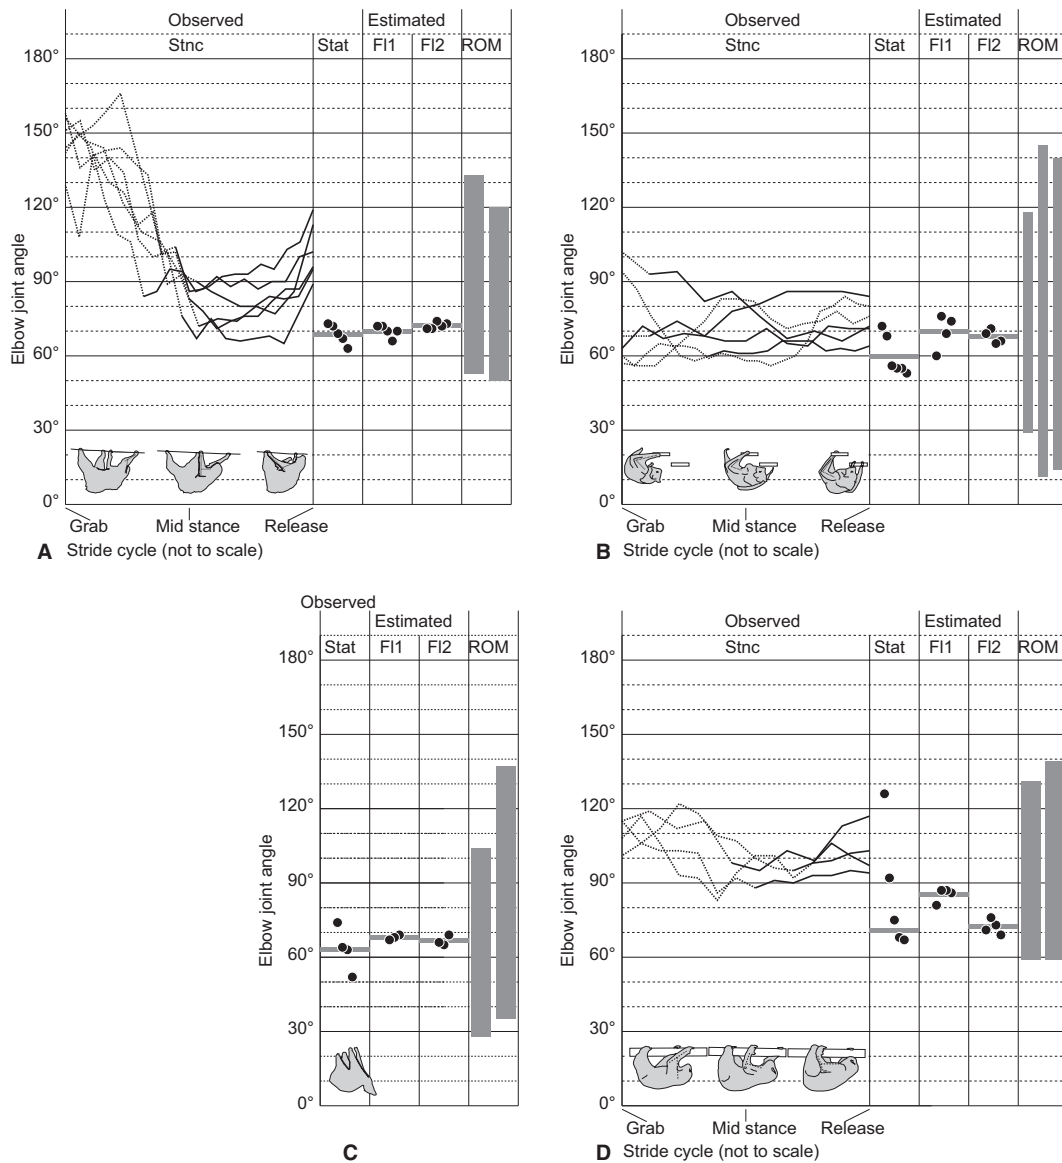 Observed Estimated
Stnc Stat Fl1 Fl2 ROM
180°
150°
120°
90°
60°
30°
0°
Elbow joint angle
Grab Mid stance Release
A Stride cycle (not to scale)
Observed Estimated
Stnc Stat Fl1 Fl2 ROM
180°
150°
120°
90°
60°
30°
0°
Elbow joint angle
Grab Mid stance Release
B Stride cycle (not to scale)
Observed
Estimated
Stat Fl1 Fl2 ROM
180°
150°
120°
90°
60°
30°
0°
Elbow joint angle
C
Observed Estimated
Stnc Stat Fl1 Fl2 ROM
180°
150°
120°
90°
60°
30°
0°
Elbow joint angle
Grab Mid stance Release
D Stride cycle (not to scale)